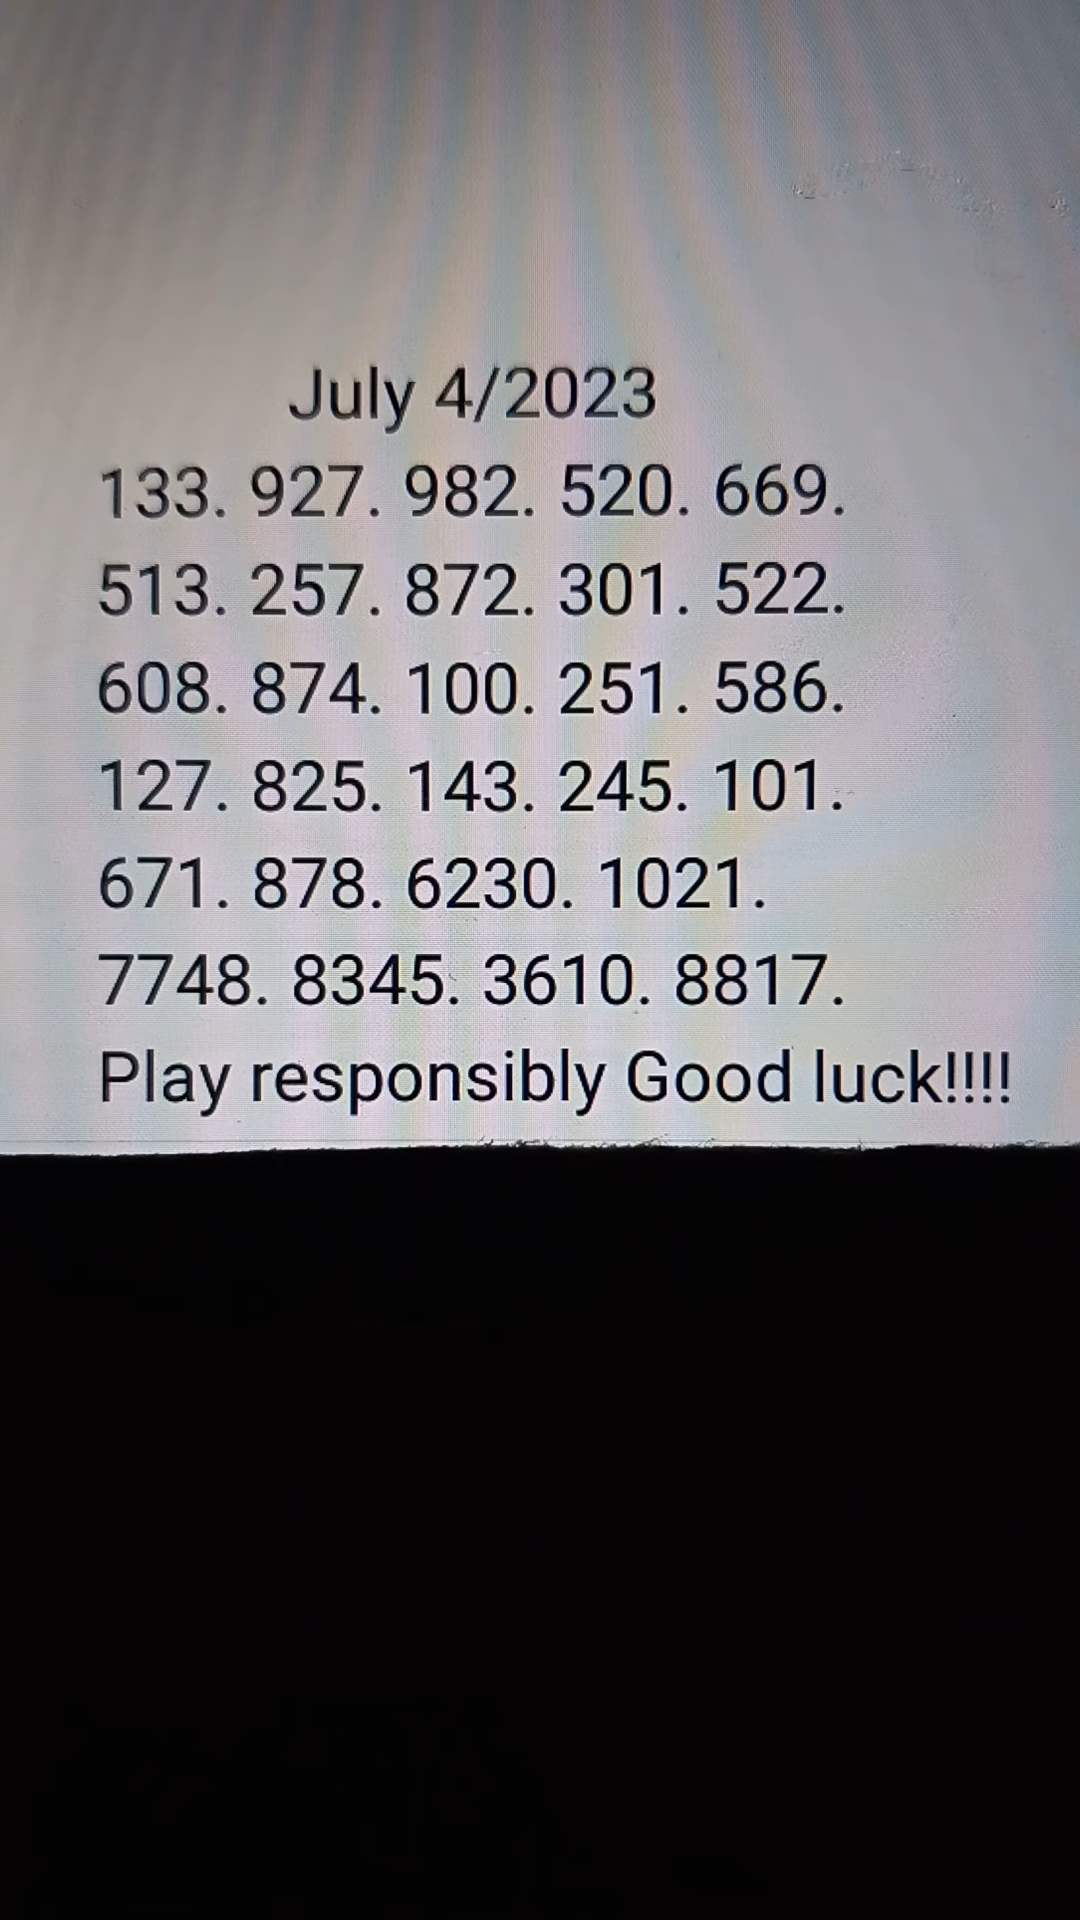 July 4/2023
133. 927. 982. 520. 669.
513. 257. 872. 301. 522.
608. 874. 100. 251. 586.
127. 825. 143. 245. 101.
671. 878. 6230. 1021.
7748. 8345. 3610. 8817.
Play responsibly Good luck!!!!